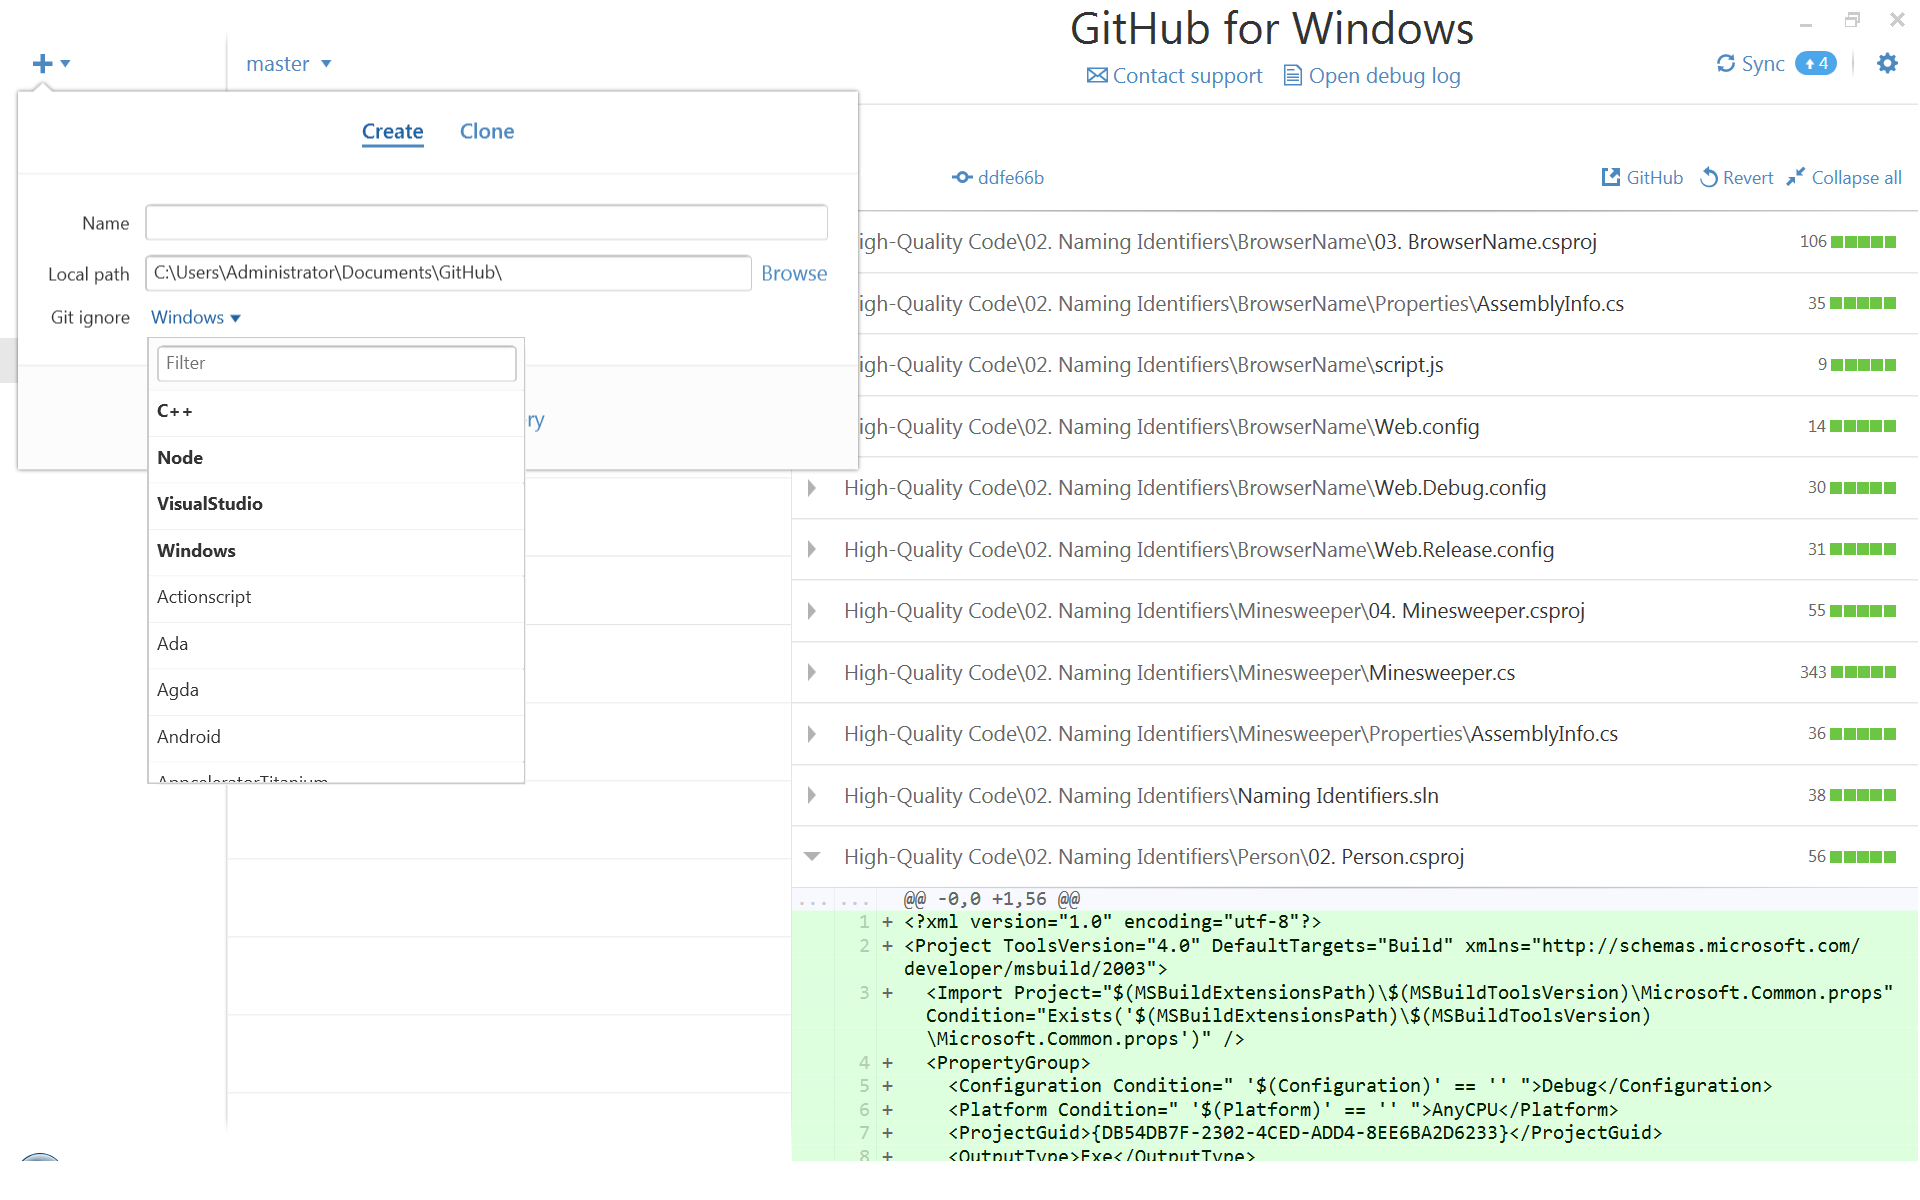 GitHub for Windows
Contact support Open debug log
master
Sync 4
Create Clone
Name
Local path C:\Users\Administrator\Documents\GitHub\ Browse
Git ignore Windows
Filter
C++
Node
VisualStudio
Windows
Actionscript
Ada
Agda
Android
AppceleratorTitanium
ry
ddfe66b
GitHub Revert Collapse all
igh-Quality Code\02. Naming Identifiers\BrowserName\03. BrowserName.csproj 106
igh-Quality Code\02. Naming Identifiers\BrowserName\Properties\AssemblyInfo.cs 35
igh-Quality Code\02. Naming Identifiers\BrowserName\script.js 9
igh-Quality Code\02. Naming Identifiers\BrowserName\Web.config 14
High-Quality Code\02. Naming Identifiers\BrowserName\Web.Debug.config 30
High-Quality Code\02. Naming Identifiers\BrowserName\Web.Release.config 31
High-Quality Code\02. Naming Identifiers\Minesweeper\04. Minesweeper.csproj 55
High-Quality Code\02. Naming Identifiers\Minesweeper\Minesweeper.cs 343
High-Quality Code\02. Naming Identifiers\Minesweeper\Properties\AssemblyInfo.cs 36
High-Quality Code\02. Naming Identifiers\Naming Identifiers.sln 38
High-Quality Code\02. Naming Identifiers\Person\02. Person.csproj 56
... ... @@ -0,0 +1,56 @@
1 + <?xml version="1.0" encoding="utf-8"?>
2 + <Project ToolsVersion="4.0" DefaultTargets="Build" xmlns="http://schemas.microsoft.com/
developer/msbuild/2003">
3 + <Import Project="$(MSBuildExtensionsPath)\$(MSBuildToolsVersion)\Microsoft.Common.props"
Condition="Exists('$(MSBuildExtensionsPath)\$(MSBuildToolsVersion)
\Microsoft.Common.props')" />
4 + <PropertyGroup>
5 + <Configuration Condition=" '$(Configuration)' == '' ">Debug</Configuration>
6 + <Platform Condition=" '$(Platform)' == '' ">AnyCPU</Platform>
7 + <ProjectGuid>{DB54DB7F-2302-4CED-ADD4-8EE6BA2D6233}</ProjectGuid>
8 + <OutputType>Exe</OutputType>